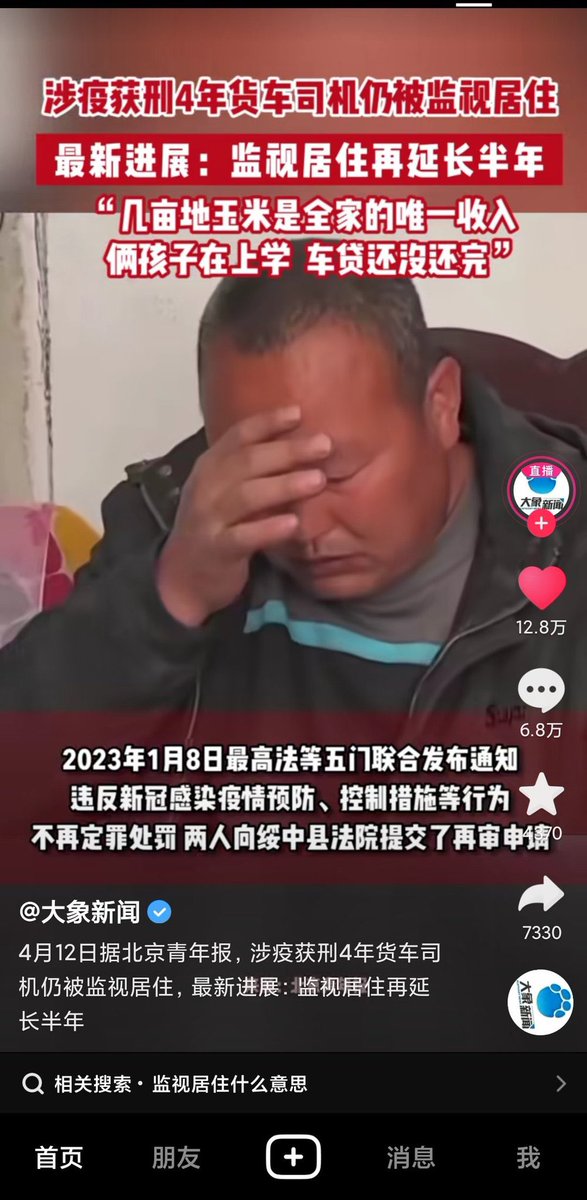 涉疫获刑4年货车司机仍被监视居住
最新进展：监视居住再延长半年
“几亩地玉米是全家的唯一收入
俩孩子在上学 车贷还没还完”
直播
大象新闻
12.8万
6.8万
2023年1月8日最高法等五门联合发布通知
违反新冠感染疫情预防、控制措施等行为
不再定罪处罚 两人向绥中县法院提交了再审申请
4370
@大象新闻
7330
4月12日据北京青年报，涉疫获刑4年货车司
机仍被监视居住，最新进展：监视居住再延
长半年
大象新闻
相关搜索·监视居住什么意思
首页
朋友
消息
我